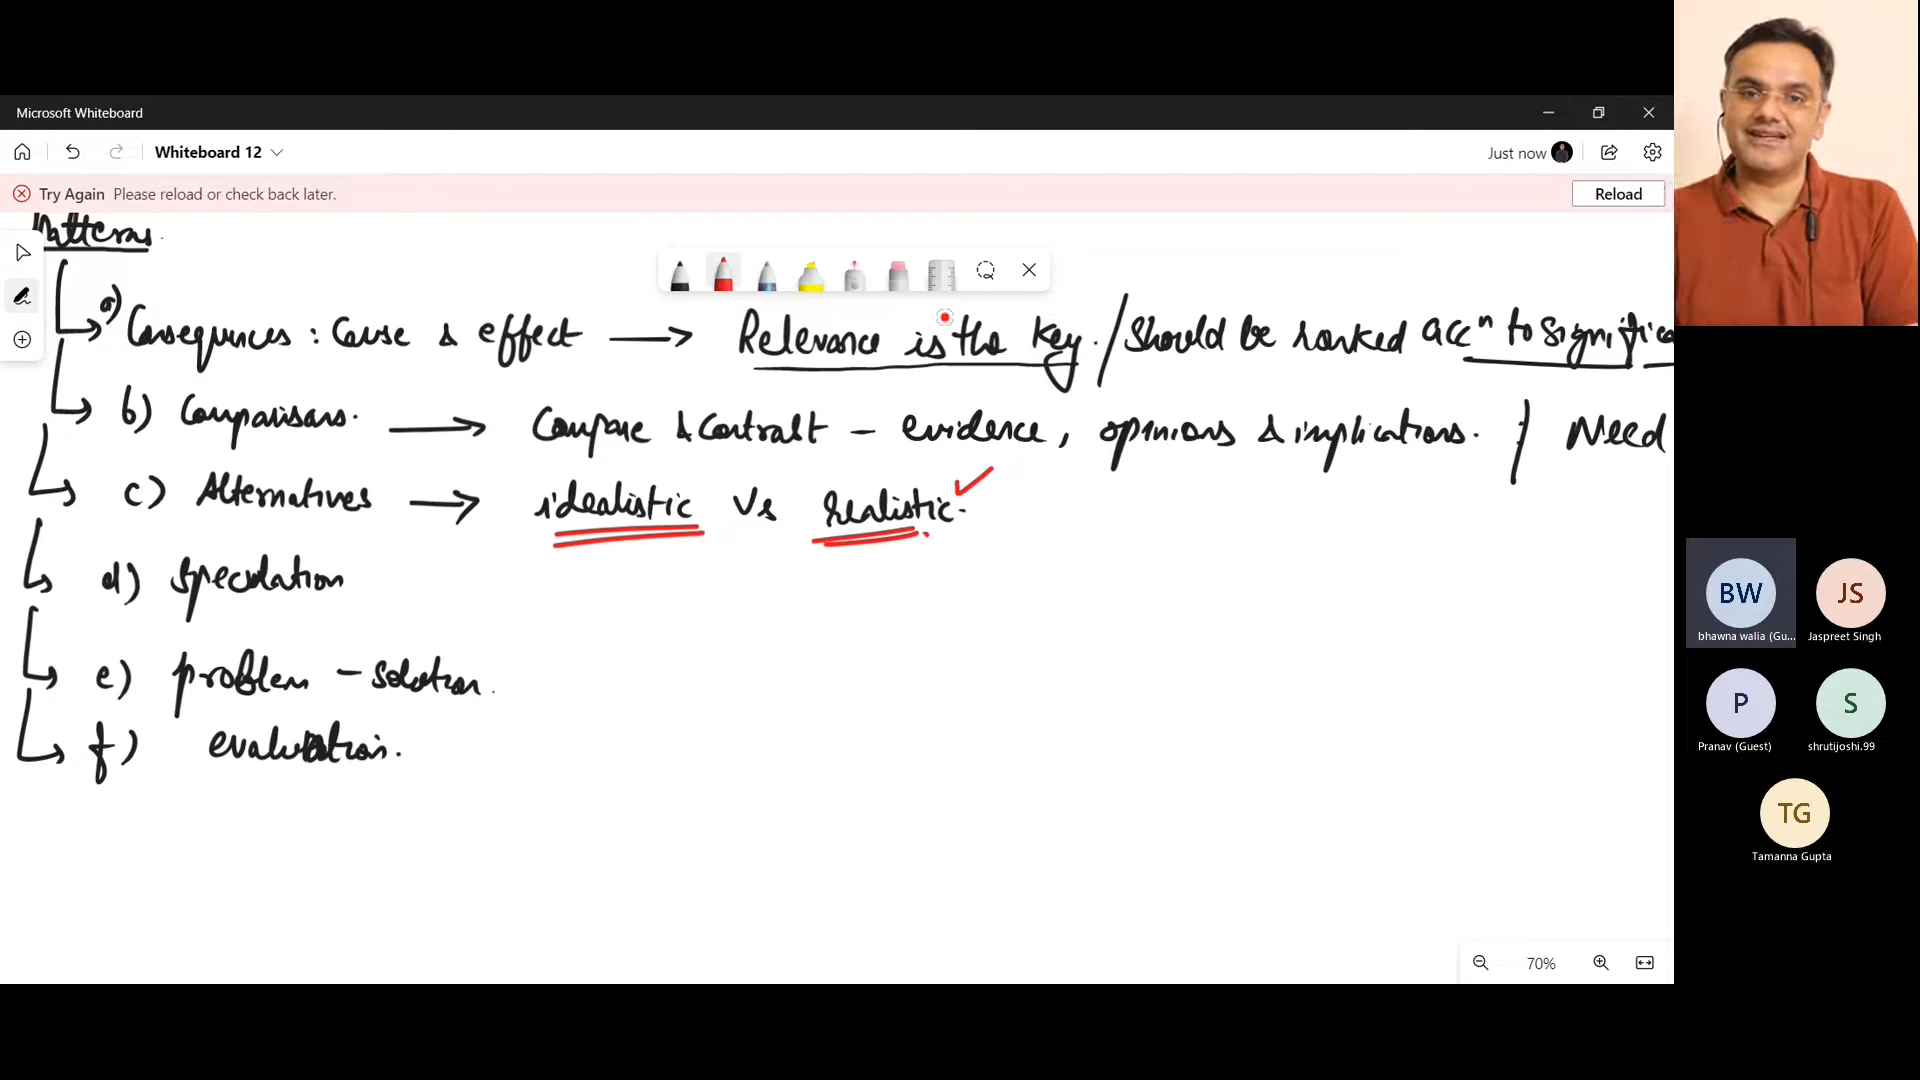 Microsoft Whiteboard
Whiteboard 12
Just now
Try Again Please reload or check back later.
Reload
Patterns.
a) Consequences : Cause & effect → Relevance is the key. / Should be ranked accⁿ to significa
b) Comparisons. → Compare & Contrast – evidence, opinions & implications. / Need
c) Alternatives → idealistic Vs realistic.
d) speculation
e) problem – solution.
f) evaluation.
70%
BW
bhawna walia (Gu...
JS
Jaspreet Singh
P
Pranav (Guest)
S
shrutijoshi.99
TG
Tamanna Gupta